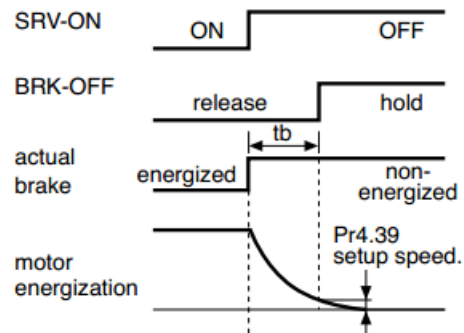 SRV-ON
ON
OFF
BRK-OFF
release
hold
tb
actual
brake
energized
non-
energized
Pr4.39
setup speed.
motor
energization